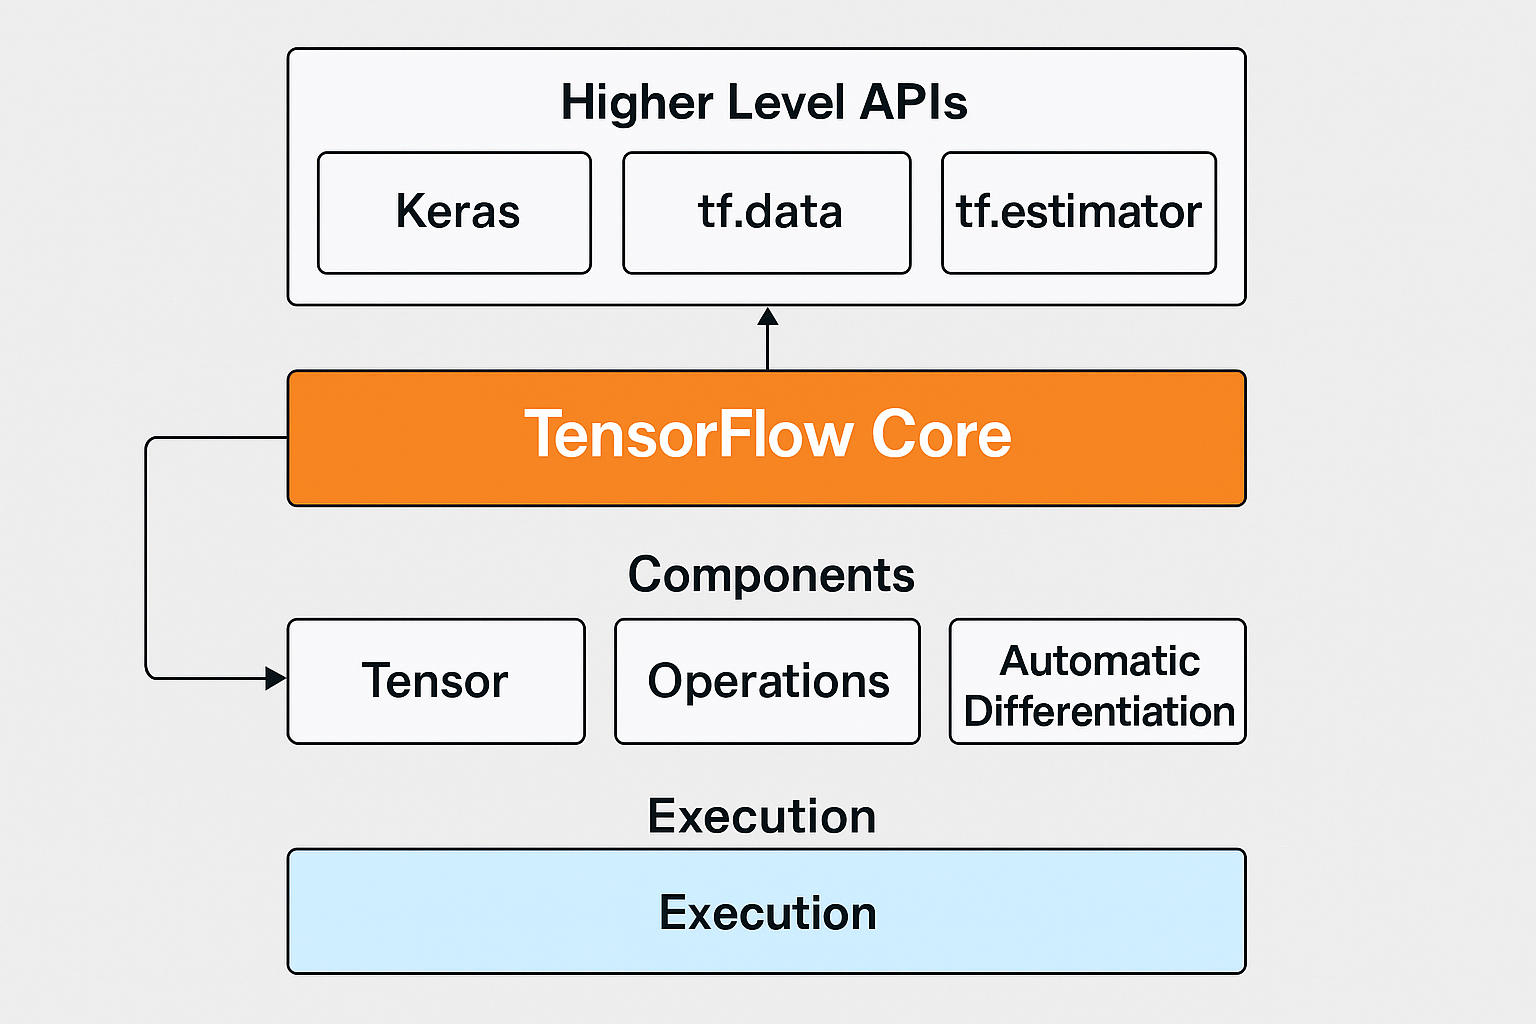 Higher Level APIs
Keras
tf.data
tf.estimator
TensorFlow Core
Components
Tensor
Operations
Automatic
Differentiation
Execution
Execution